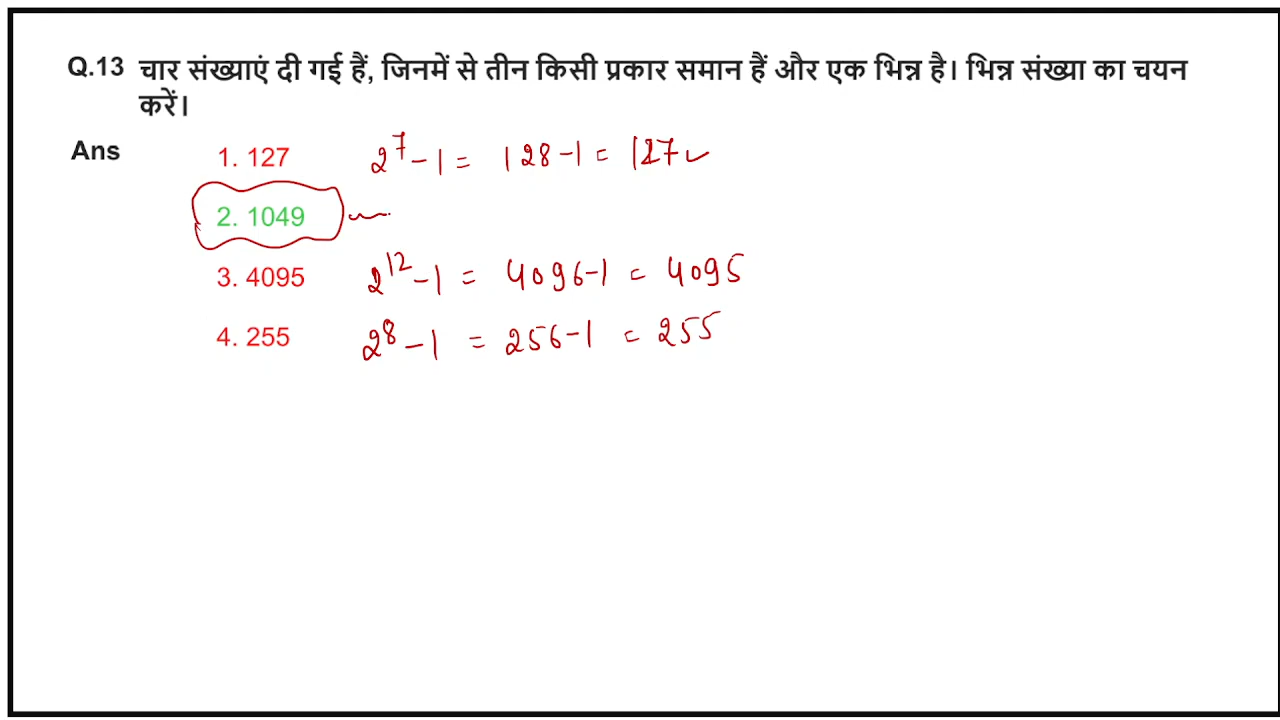 Q.13 चार संख्याएं दी गई हैं, जिनमें से तीन किसी प्रकार समान हैं और एक भिन्न है। भिन्न संख्या का चयन
करें।
Ans 1. 127 2^7 - 1 = 128 - 1 = 127
2. 1049
3. 4095 2^12 - 1 = 4096 - 1 = 4095
4. 255 2^8 - 1 = 256 - 1 = 255